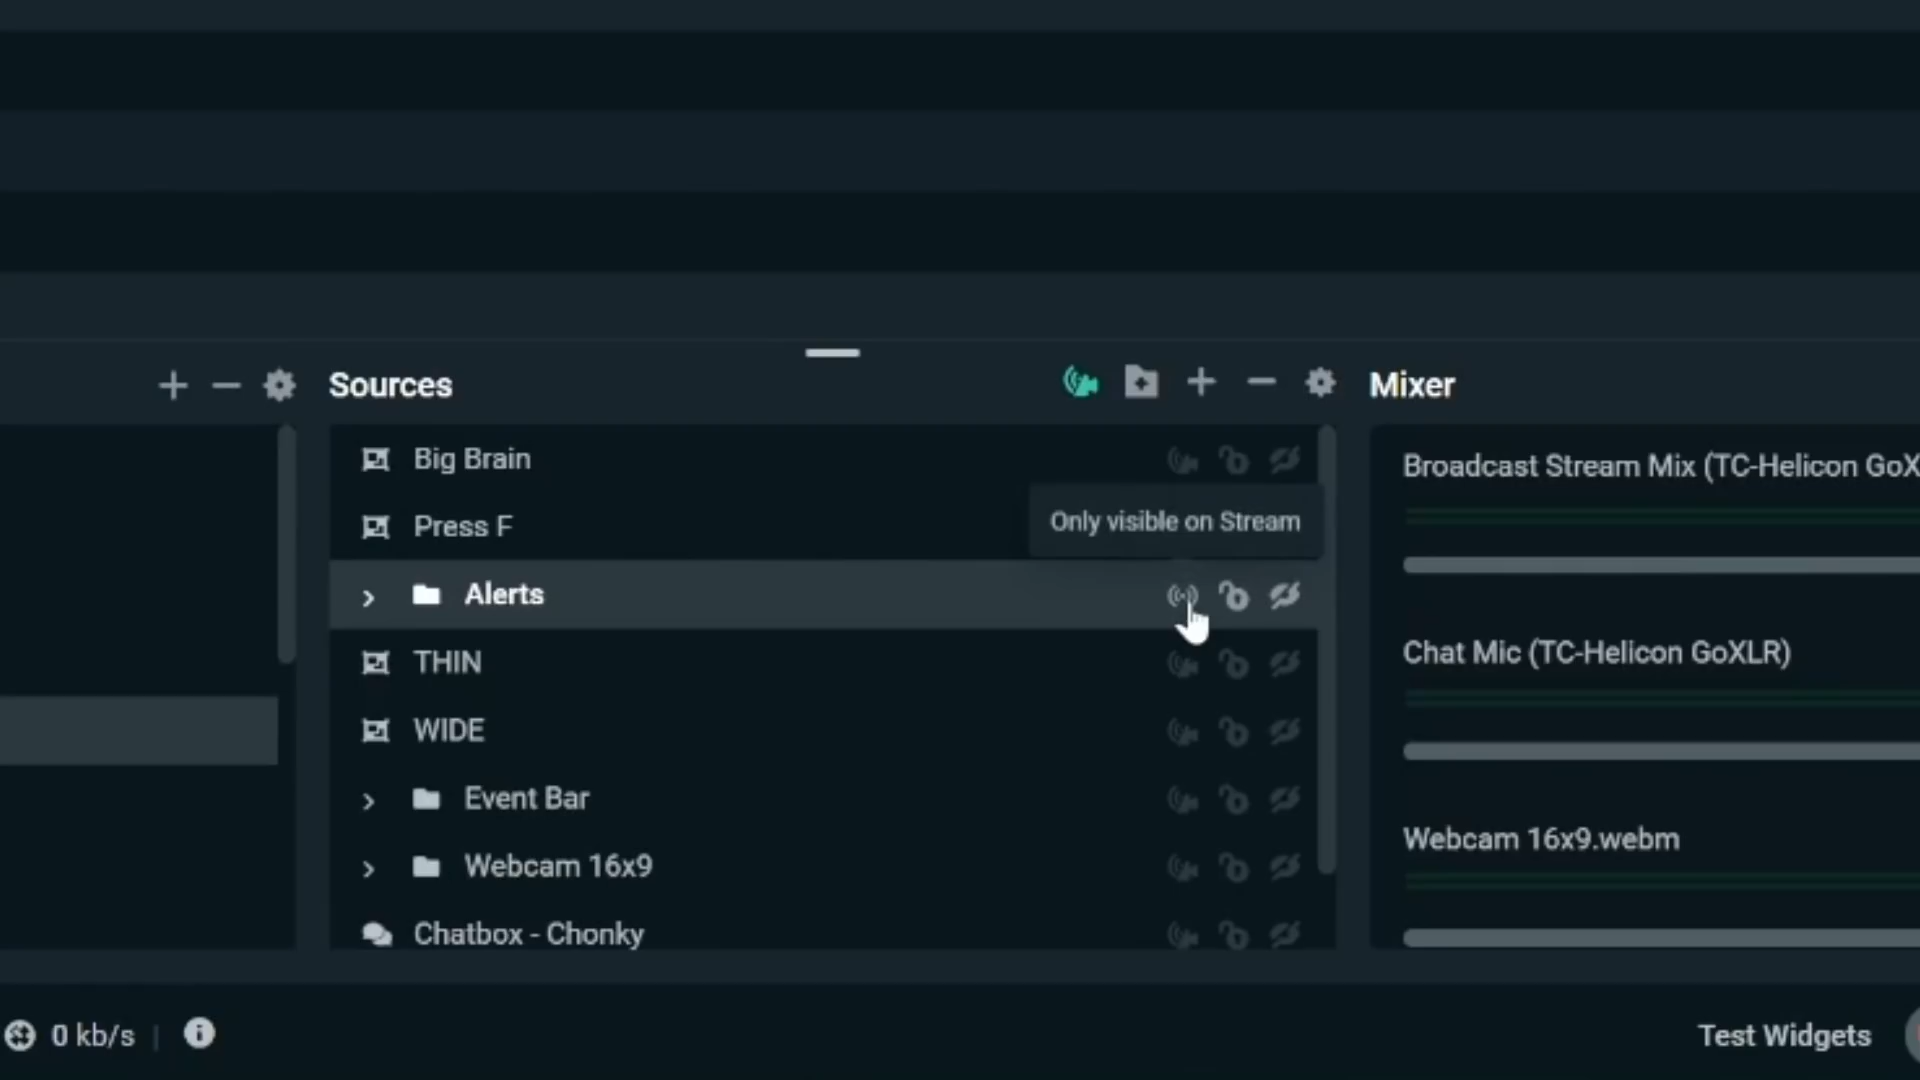 Sources
Mixer
Big Brain
Press F
Only visible on Stream
Alerts
THIN
WIDE
Event Bar
Webcam 16x9
Chatbox - Chonky
Broadcast Stream Mix (TC-Helicon GoX
Chat Mic (TC-Helicon GoXLR)
Webcam 16x9.webm
0 kb/s
Test Widgets